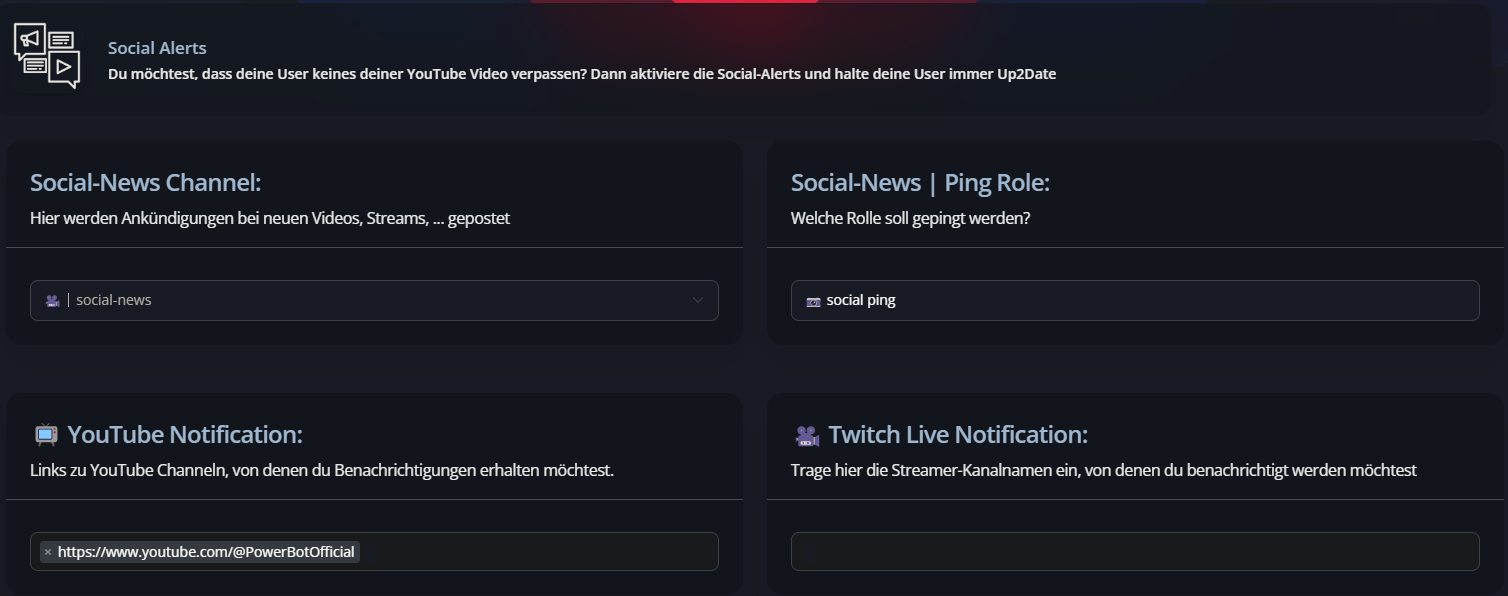 Social Alerts
Du möchtest, dass deine User keines deiner YouTube Video verpassen? Dann aktiviere die Social-Alerts und halte deine User immer Up2Date
Social-News Channel:
Hier werden Ankündigungen bei neuen Videos, Streams, ... gepostet
🎥 | social-news
Social-News | Ping Role:
Welche Rolle soll gepingt werden?
📷 social ping
📺 YouTube Notification:
Links zu YouTube Channeln, von denen du Benachrichtigungen erhalten möchtest.
× https://www.youtube.com/@PowerBotOfficial
🎥 Twitch Live Notification:
Trage hier die Streamer-Kanalnamen ein, von denen du benachrichtigt werden möchtest